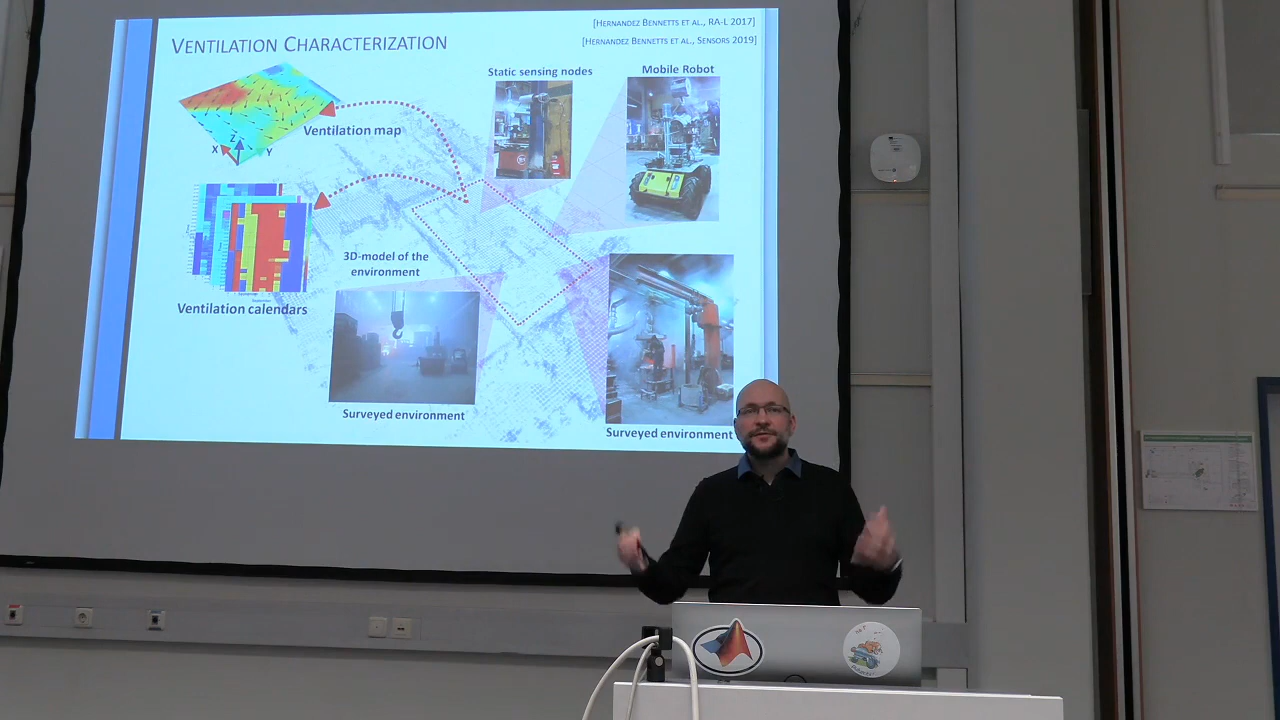 [Hernandez Bennetts et al., RA-L 2017]
Ventilation Characterization
[Hernandez Bennetts et al., Sensors 2019]
Static sensing nodes
Mobile Robot
Ventilation map
X
Z
Y
3D-model of the
environment
Ventilation calendars
Surveyed environment
Surveyed environment